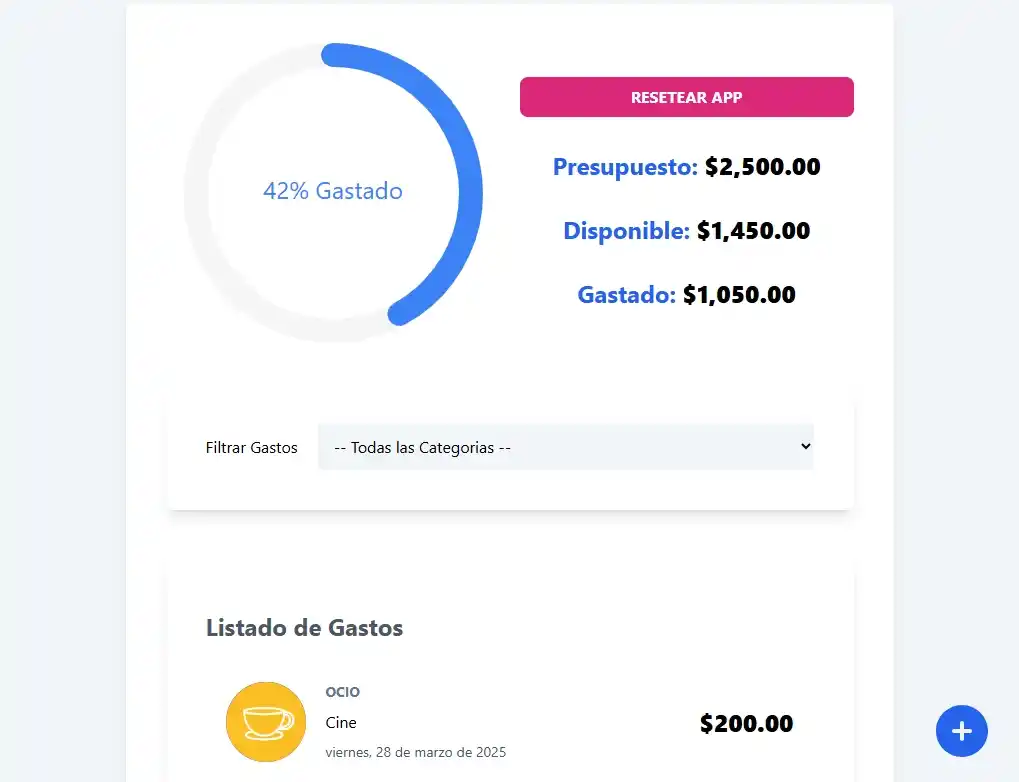 42% Gastado
RESETEAR APP
Presupuesto: $2,500.00
Disponible: $1,450.00
Gastado: $1,050.00
Filtrar Gastos
-- Todas las Categorias --
Listado de Gastos
OCIO
Cine
viernes, 28 de marzo de 2025
$200.00
+